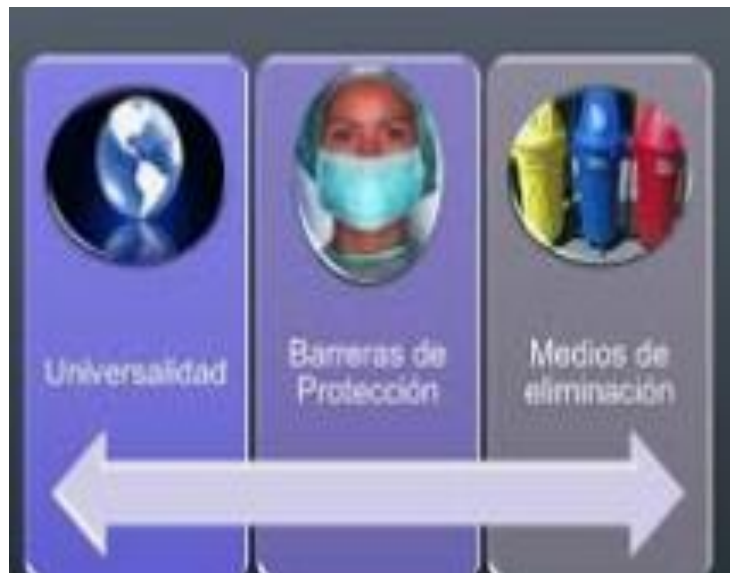 Universalidad
Barreras de
Protección
Medios de
eliminación